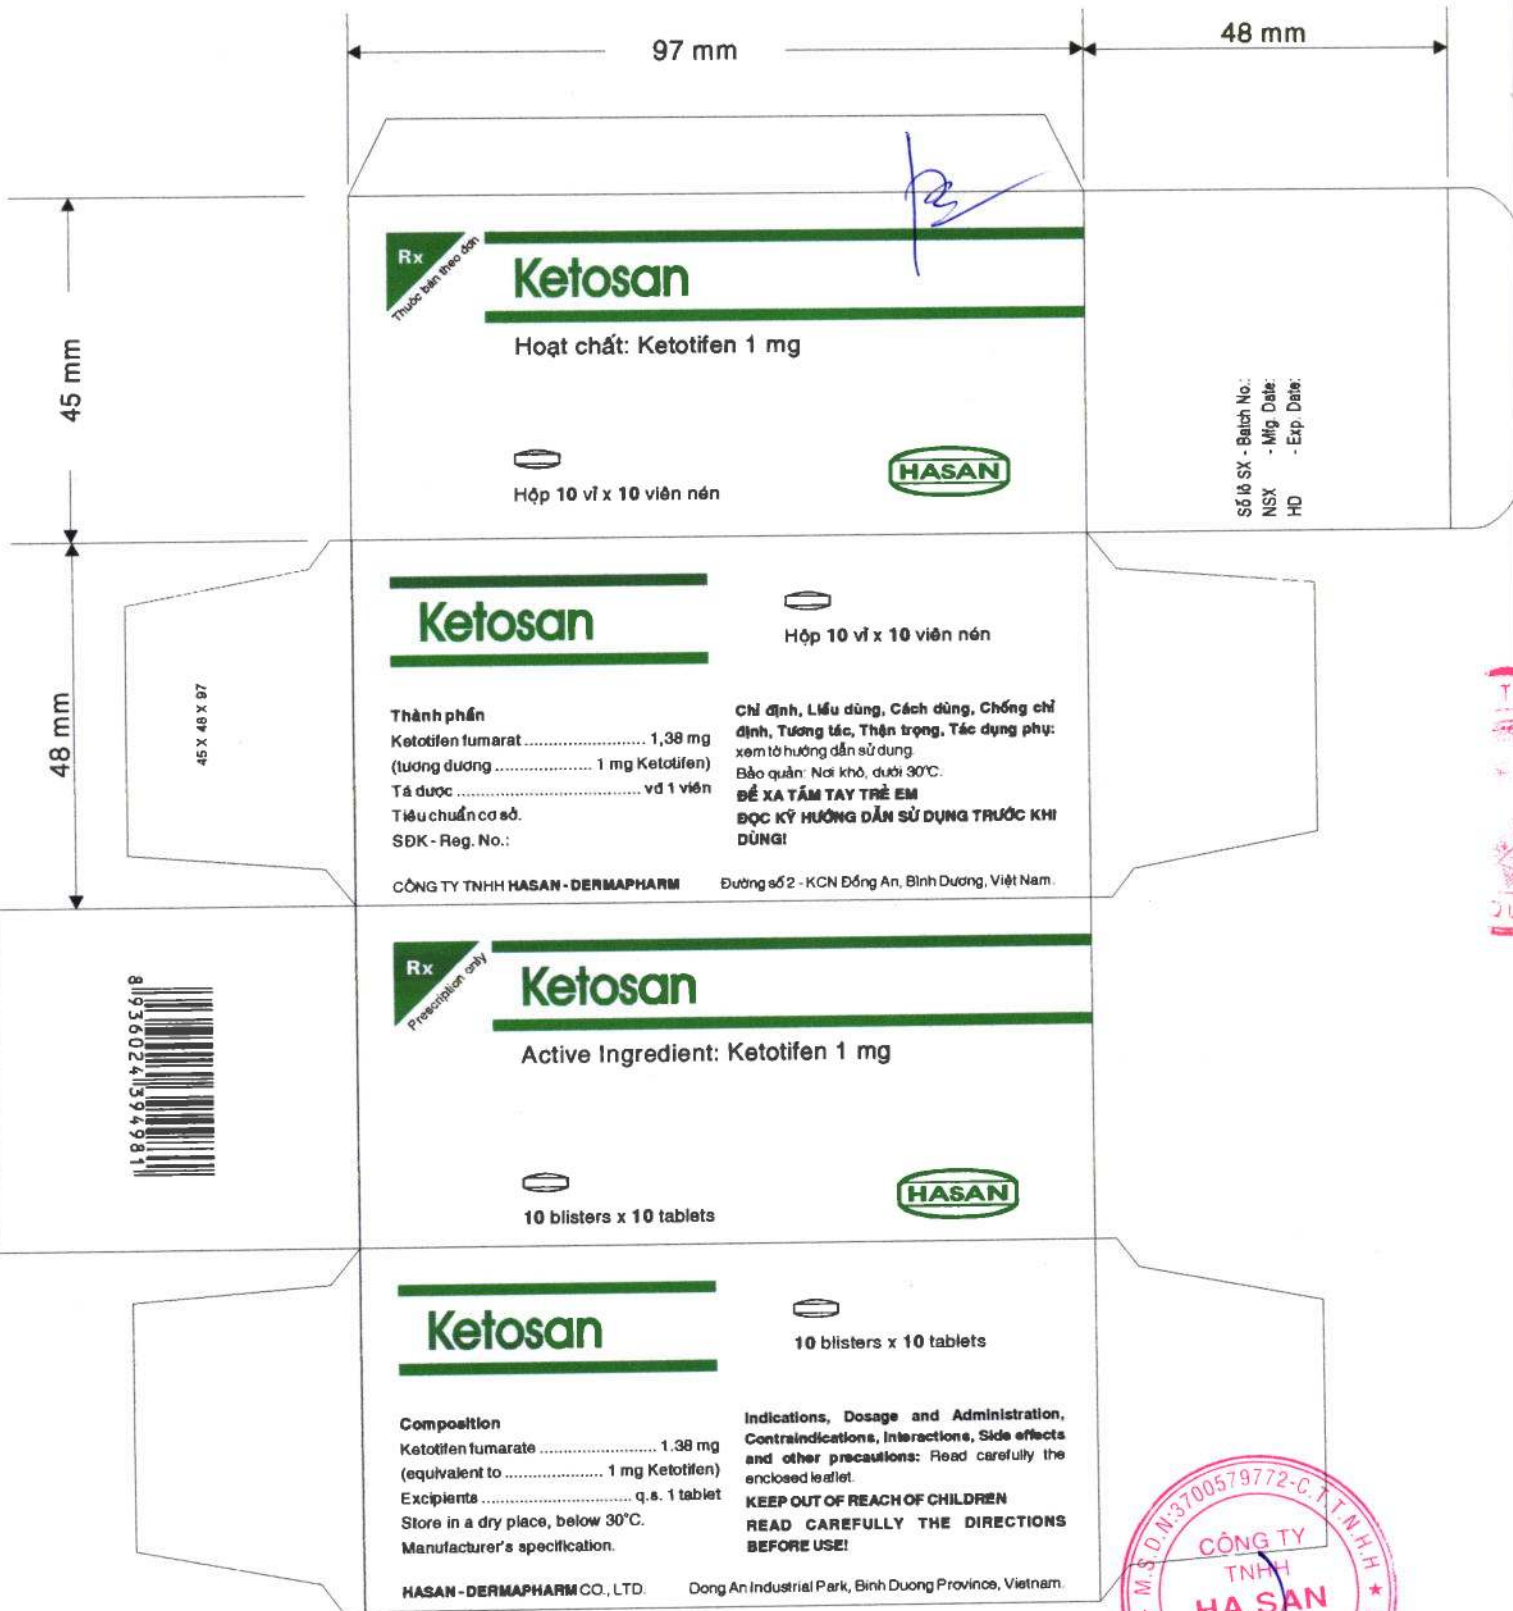 97 mm
48 mm
45 mm
Rx
Thuốc bán theo đơn
Ketosan
Hoạt chất: Ketotifen 1 mg
Hộp 10 vỉ x 10 viên nén
HASAN
Số lô SX - Batch No.:
NSX - Mfg. Date:
HD - Exp. Date:
48 mm
45 X 48 X 97
Ketosan
Hộp 10 vỉ x 10 viên nén
Thành phần
Ketotifen fumarat ........................ 1,38 mg
(tương đương ................... 1 mg Ketotifen)
Tá dược ..................................... vđ 1 viên
Tiêu chuẩn cơ sở.
SĐK - Reg. No.:
Chỉ định, Liều dùng, Cách dùng, Chống chỉ
định, Tương tác, Thận trọng, Tác dụng phụ:
xem tờ hướng dẫn sử dụng.
Bảo quản: Nơi khô, dưới 30°C.
ĐỂ XA TẦM TAY TRẺ EM
ĐỌC KỸ HƯỚNG DẪN SỬ DỤNG TRƯỚC KHI
DÙNG!
CÔNG TY TNHH HASAN - DERMAPHARM
Đường số 2 - KCN Đồng An, Bình Dương, Việt Nam.
8936024394981
Rx
Prescription only
Ketosan
Active Ingredient: Ketotifen 1 mg
10 blisters x 10 tablets
HASAN
Ketosan
10 blisters x 10 tablets
Composition
Ketotifen fumarate ........................ 1.38 mg
(equivalent to .................... 1 mg Ketotifen)
Excipients .............................. q.s. 1 tablet
Store in a dry place, below 30°C.
Manufacturer's specification.
Indications, Dosage and Administration,
Contraindications, Interactions, Side effects
and other precautions: Read carefully the
enclosed leaflet.
KEEP OUT OF REACH OF CHILDREN
READ CAREFULLY THE DIRECTIONS
BEFORE USE!
HASAN - DERMAPHARM CO., LTD.
Dong An Industrial Park, Binh Duong Province, Vietnam.
M.S.D.N:3700579772-C.T.T.N.H.H
CÔNG TY
TNHH
HA SAN